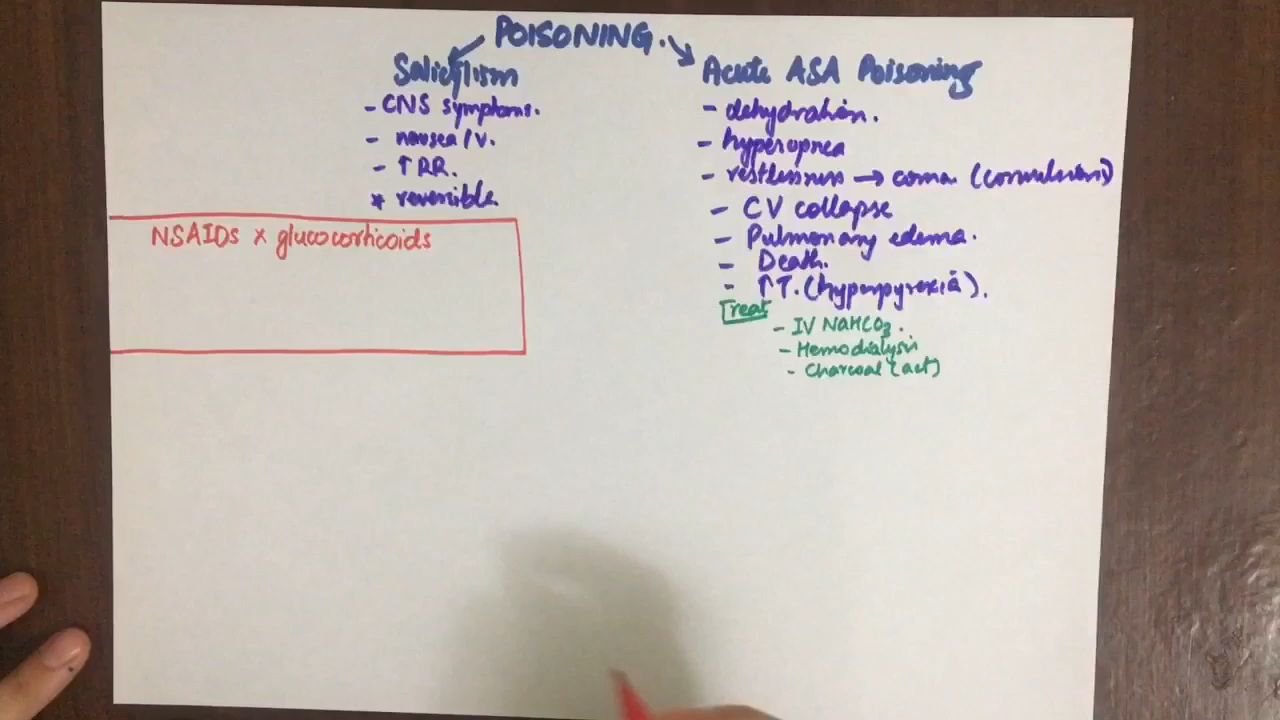 POISONING.
Salicylism
- CNS symptoms.
- nausea/V.
- ↑RR.
* reversible.
NSAIDs x glucocorticoids
Acute ASA Poisoning
- dehydration.
- hyperopnea
- restlessness → coma (convulsions)
- CV collapse
- Pulmonary edema.
- Death.
- ↑T. (hyperpyrexia).
Treat
- IV NaHCO3.
- Hemodialysis
- Charcoal (act)